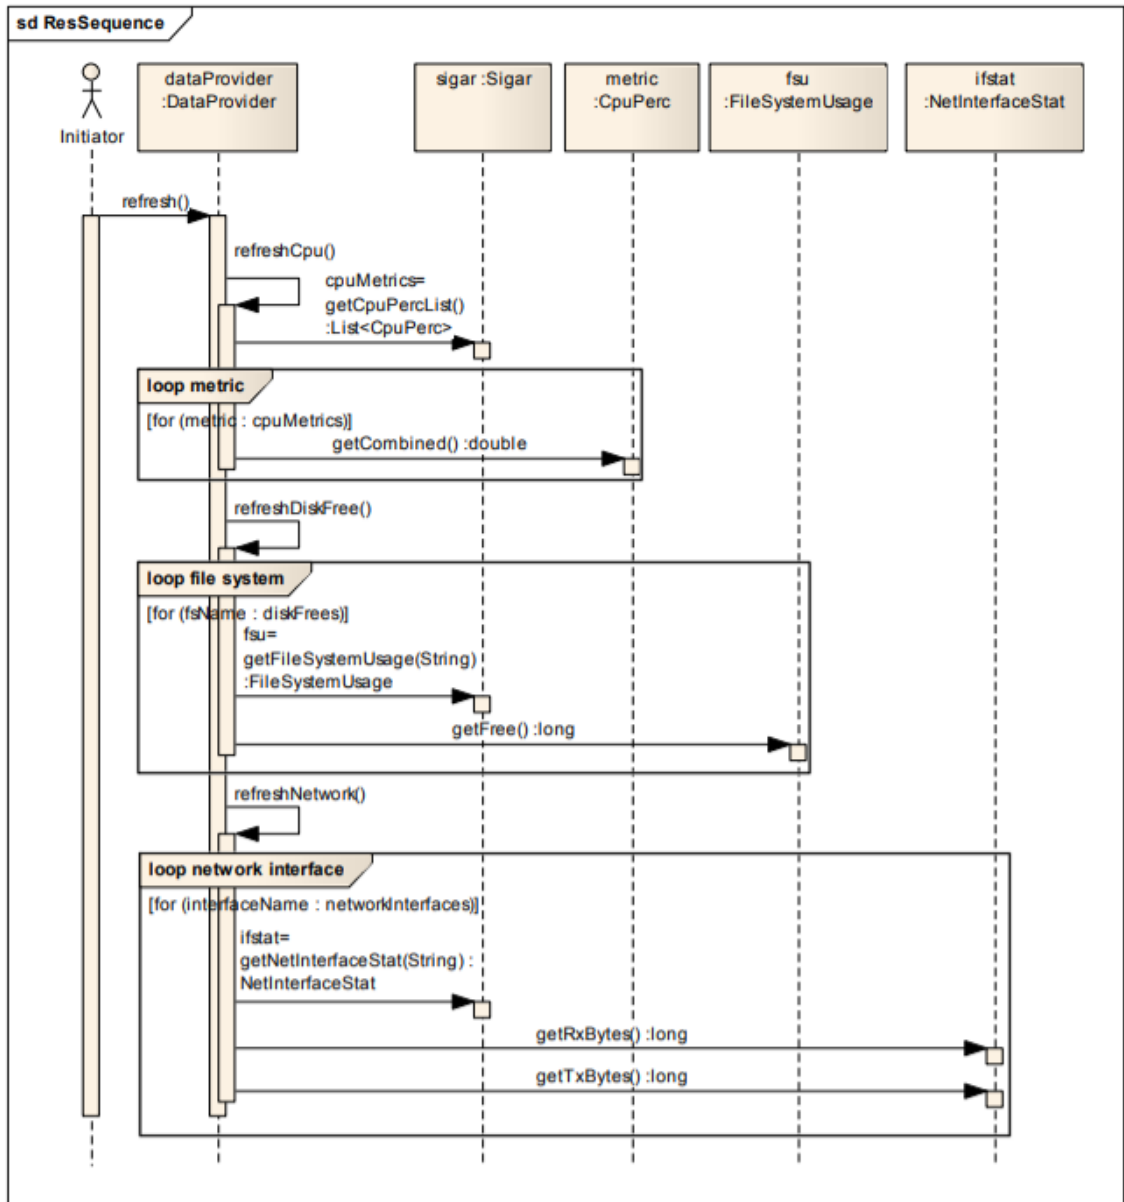 sd ResSequence
Initiator
dataProvider
:DataProvider
sigar :Sigar
metric
:CpuPerc
fsu
:FileSystemUsage
ifstat
:NetInterfaceStat
refresh()
refreshCpu()
cpuMetrics=
getCpuPercList()
:List<CpuPerc>
loop metric
[for (metric : cpuMetrics)]
getCombined() :double
refreshDiskFree()
loop file system
[for (fsName : diskFrees)]
fsu=
getFileSystemUsage(String)
:FileSystemUsage
getFree() :long
refreshNetwork()
loop network interface
[for (interfaceName : networkInterfaces)]
ifstat=
getNetInterfaceStat(String) :
NetInterfaceStat
getRxBytes() :long
getTxBytes() :long